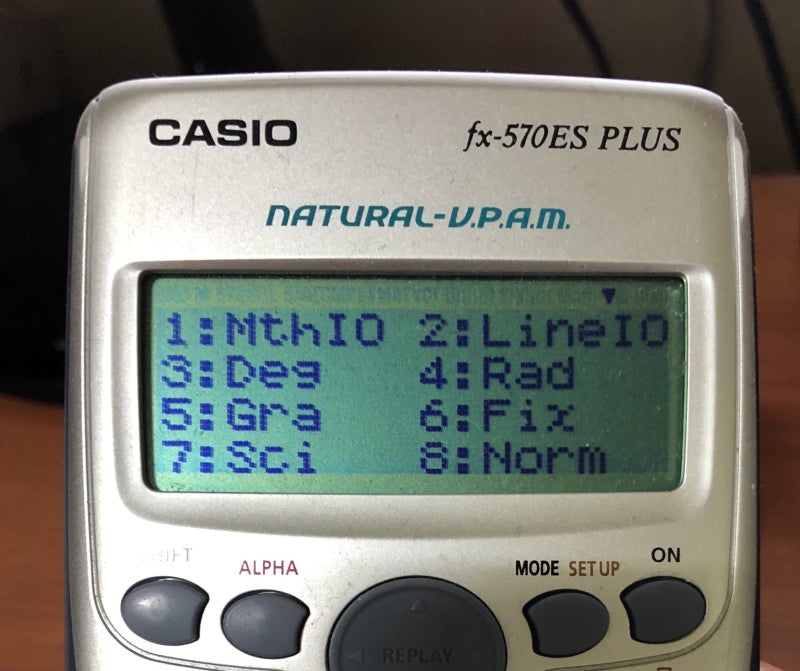 CASIO fx-570ES PLUS
NATURAL-V.P.A.M.
1:MthIO 2:LineIO
3:Deg 4:Rad
5:Gra 6:Fix
7:Sci 8:Norm
SHIFT ALPHA MODE SETUP ON
REPLAY